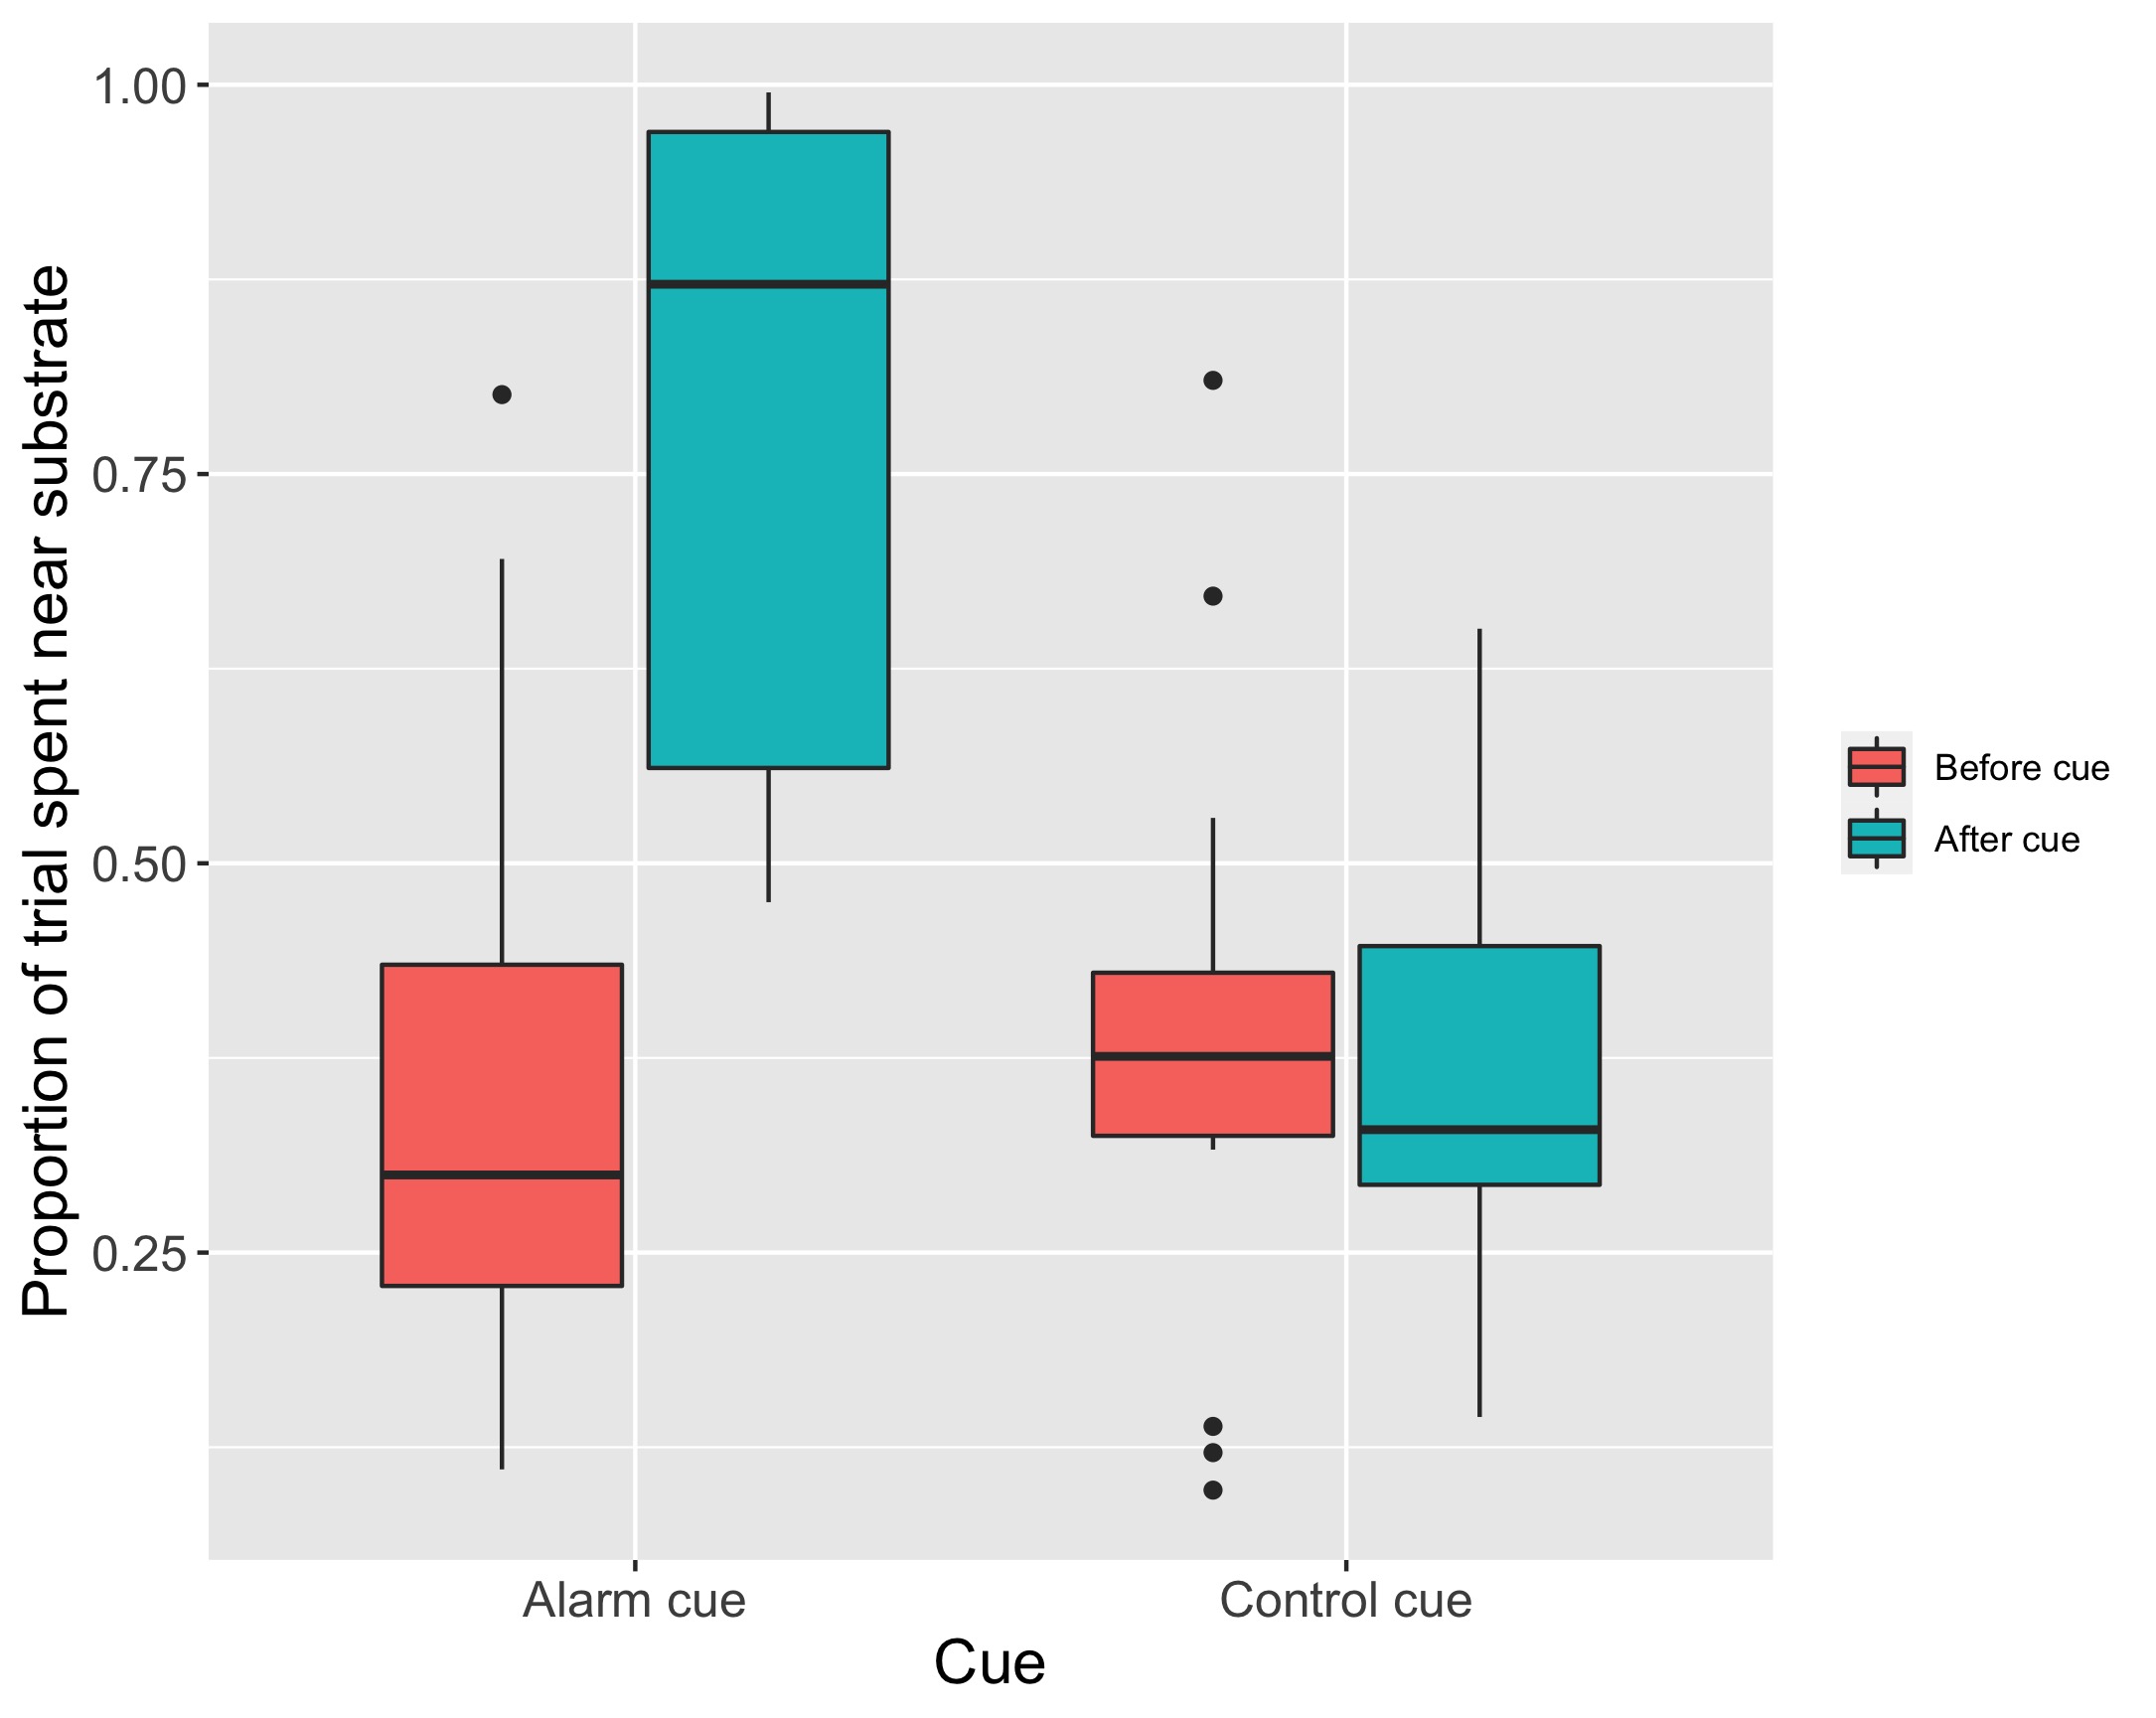 Proportion of trial spent near substrate
1.00
0.75
0.50
0.25
Alarm cue
Control cue
Cue
Before cue
After cue